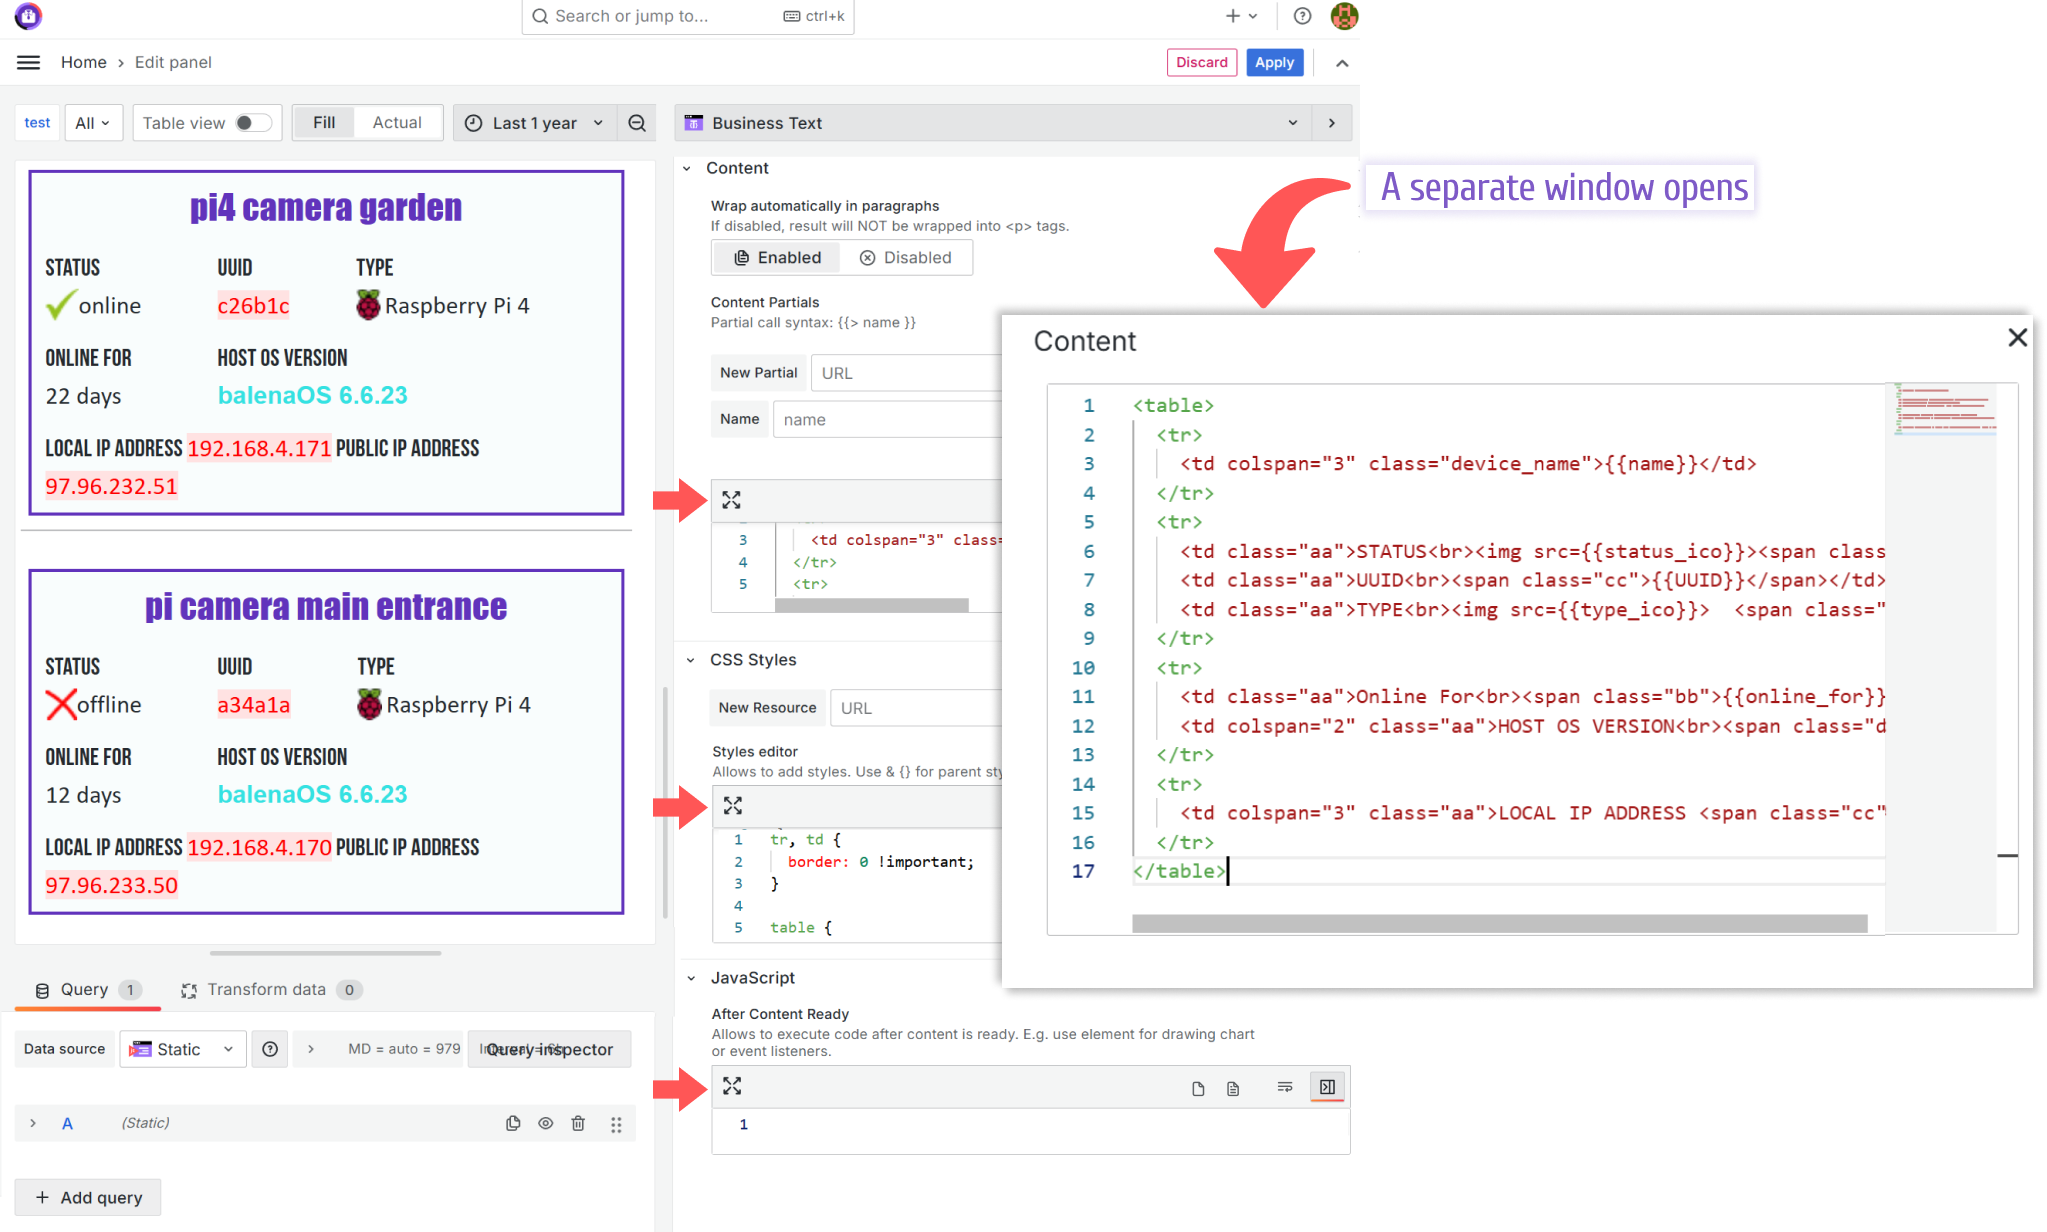 Search or jump to... ctrl+k
Home › Edit panel
Discard Apply
test All Table view Fill Actual Last 1 year
Business Text
pi4 camera garden
STATUS UUID TYPE
online c26b1c Raspberry Pi 4
ONLINE FOR HOST OS VERSION
22 days balenaOS 6.6.23
LOCAL IP ADDRESS 192.168.4.171 PUBLIC IP ADDRESS
97.96.232.51
pi camera main entrance
STATUS UUID TYPE
offline a34a1a Raspberry Pi 4
ONLINE FOR HOST OS VERSION
12 days balenaOS 6.6.23
LOCAL IP ADDRESS 192.168.4.170 PUBLIC IP ADDRESS
97.96.233.50
Query 1 Transform data 0
Data source Static MD = auto = 979 Query inspector
A (Static)
+ Add query
Content
Wrap automatically in paragraphs
If disabled, result will NOT be wrapped into <p> tags.
Enabled Disabled
Content Partials
Partial call syntax: {{> name }}
New Partial URL
Name name
3 <td colspan="3" class=
4 </tr>
5 <tr>
CSS Styles
New Resource URL
Styles editor
Allows to add styles. Use & {} for parent sty
1 tr, td {
2 border: 0 !important;
3 }
4
5 table {
JavaScript
After Content Ready
Allows to execute code after content is ready. E.g. use element for drawing chart
or event listeners.
1
A separate window opens
Content
1 <table>
2 <tr>
3 <td colspan="3" class="device_name">{{name}}</td>
4 </tr>
5 <tr>
6 <td class="aa">STATUS<br><img src={{status_ico}}><span clas
7 <td class="aa">UUID<br><span class="cc">{{UUID}}</span></td>
8 <td class="aa">TYPE<br><img src={{type_ico}}> <span class="
9 </tr>
10 <tr>
11 <td class="aa">Online For<br><span class="bb">{{online_for}}
12 <td colspan="2" class="aa">HOST OS VERSION<br><span class="d
13 </tr>
14 <tr>
15 <td colspan="3" class="aa">LOCAL IP ADDRESS <span class="cc"
16 </tr>
17 </table>